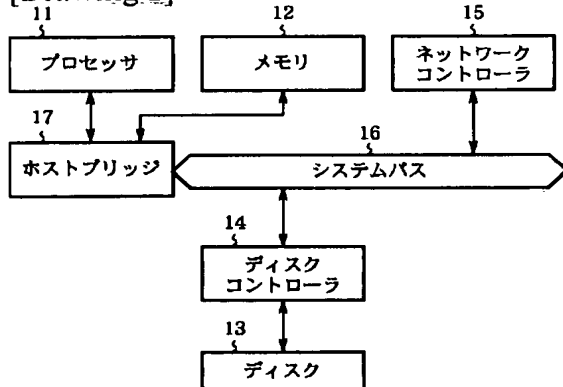 11
プロセッサ
12
メモリ
15
ネットワーク
コントローラ
17
ホストブリッジ
16
システムバス
14
ディスク
コントローラ
13
ディスク